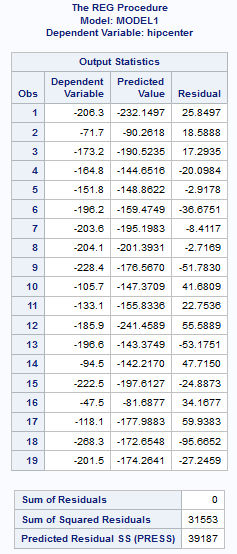 The REG Procedure
Model: MODEL1
Dependent Variable: hipcenter
Output Statistics
Obs Dependent Variable Predicted Value Residual
1 -206.3 -232.1497 25.8497
2 -71.7 -90.2618 18.5888
3 -173.2 -190.5235 17.2935
4 -164.8 -144.6516 -20.0984
5 -151.8 -148.8622 -2.9178
6 -196.2 -159.4749 -36.6751
7 -203.6 -195.1983 -8.4117
8 -204.1 -201.3931 -2.7169
9 -228.4 -176.5670 -51.7830
10 -105.7 -147.3709 41.6809
11 -133.1 -155.8336 22.7536
12 -185.9 -241.4589 55.5889
13 -196.6 -143.3749 -53.1751
14 -94.5 -142.2170 47.7150
15 -222.5 -197.6127 -24.8873
16 -47.5 -81.6877 34.1677
17 -118.1 -177.9883 59.9383
18 -268.3 -172.6548 -95.6652
19 -201.5 -174.2641 -27.2459
Sum of Residuals 0
Sum of Squared Residuals 31553
Predicted Residual SS (PRESS) 39187